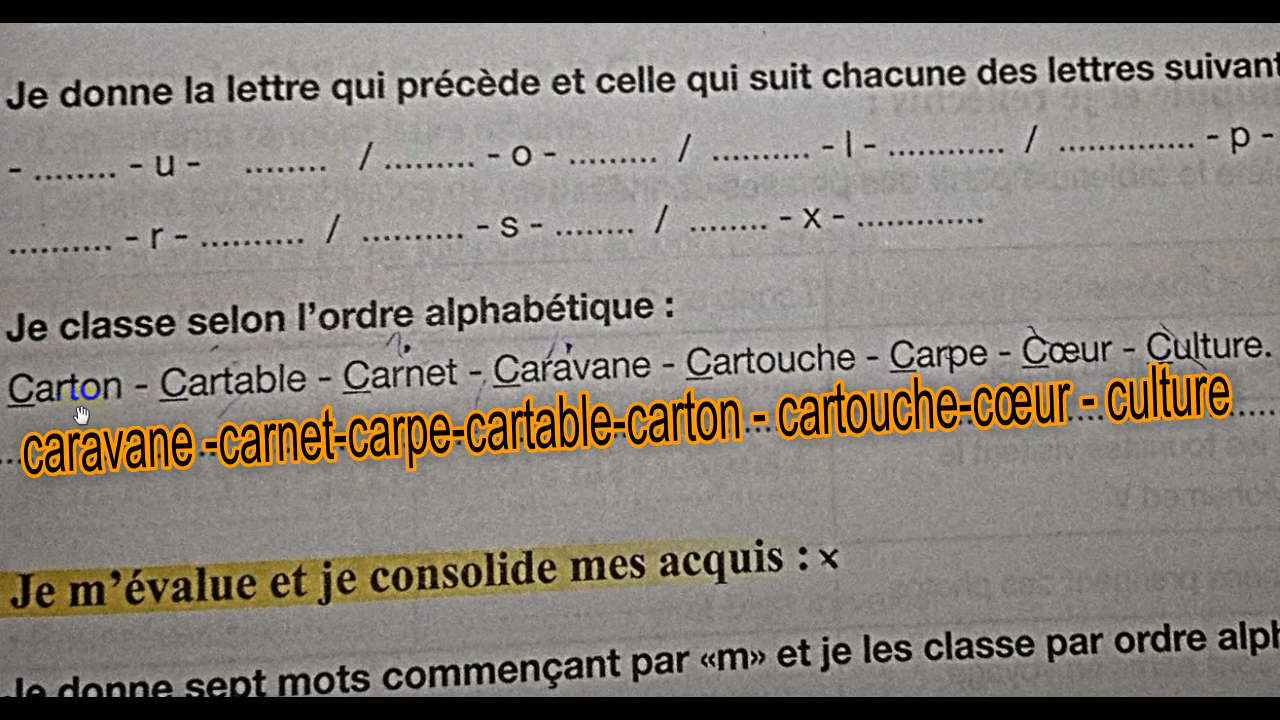 Je donne la lettre qui précède et celle qui suit chacune des lettres suivant
- ........ - u - ........ / ......... - o - ......... / .......... - l - ............ / .............. - p -
.......... - r - .......... / .......... - s - ........ / ........ - x - .............
Je classe selon l'ordre alphabétique :
Carton - Cartable - Carnet - Caravane - Cartouche - Carpe - Cœur - Culture.
caravane -carnet-carpe-cartable-carton - cartouche-cœur - culture
Je m'évalue et je consolide mes acquis : x
Je donne sept mots commençant par «m» et je les classe par ordre alph